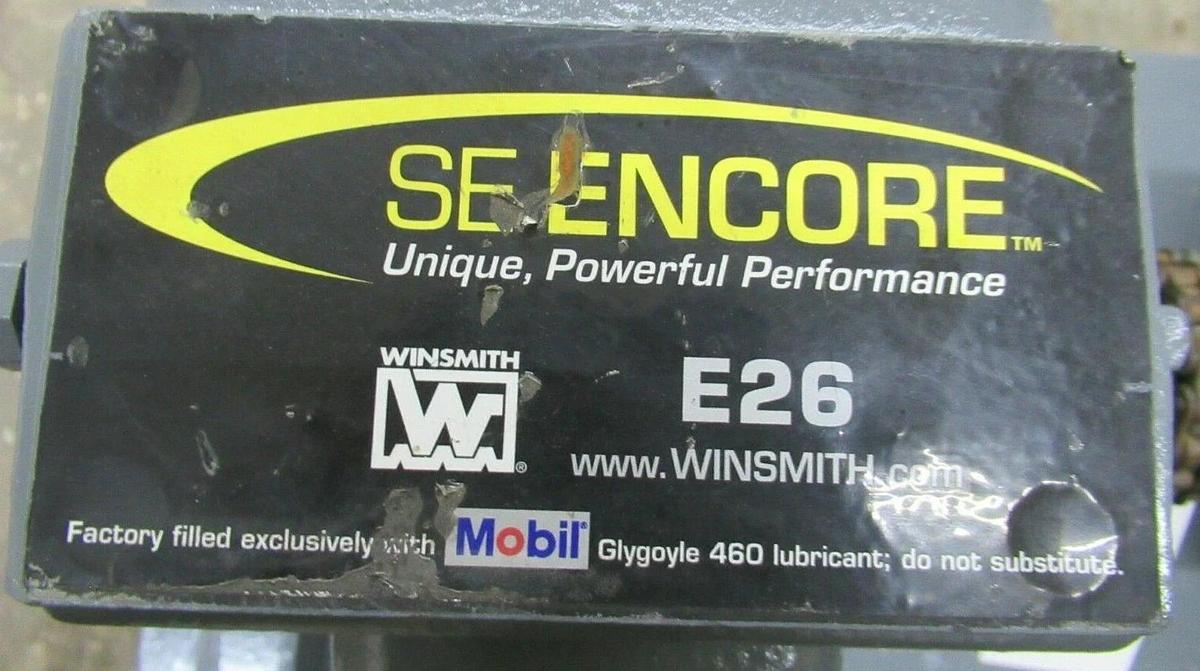 SE ENCORE™
Unique, Powerful Performance
WINSMITH
W
®
E26
www.WINSMITH.com
Factory filled exclusively with Mobil® Glygoyle 460 lubricant; do not substitute.